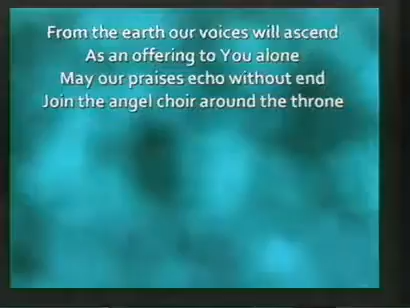 From the earth our voices will ascend
As an offering to You alone
May our praises echo without end
Join the angel choir around the throne